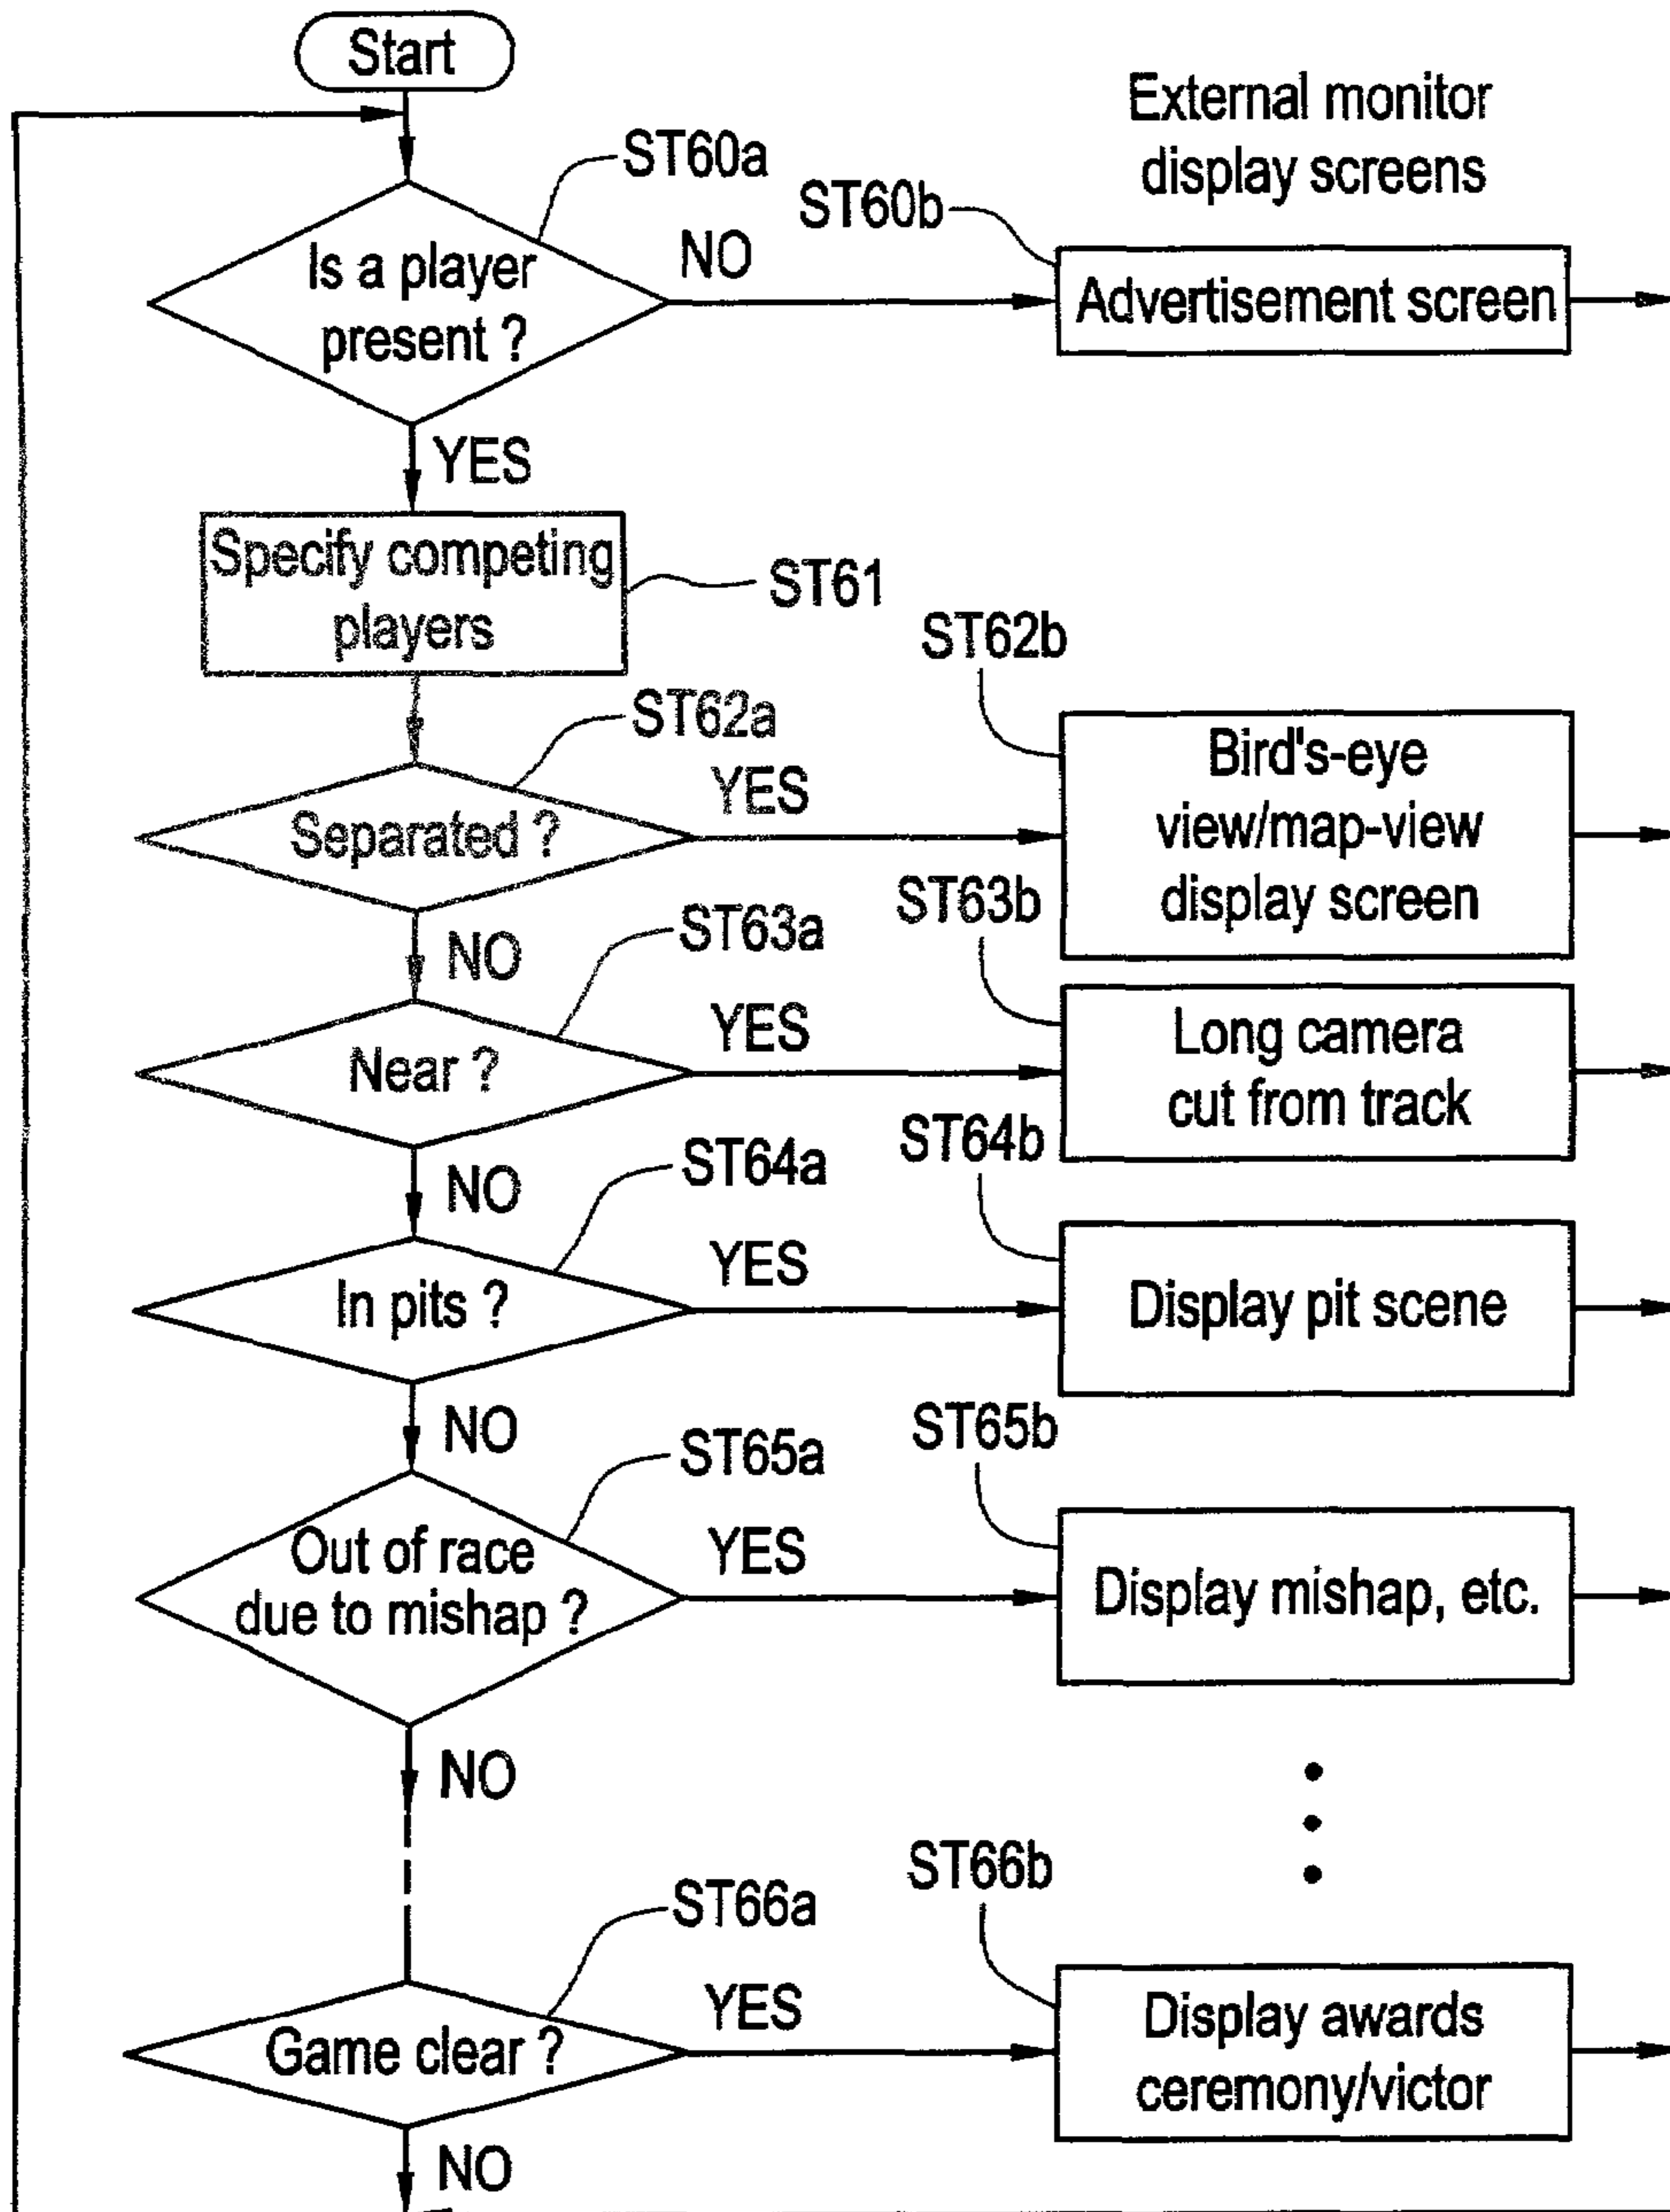 Start
External monitor
display screens
ST60a
ST60b
Is a player
present ?
NO
Advertisement screen
YES
Specify competing
players
ST61
ST62b
ST62a
Separated ?
YES
Bird's-eye
view/map-view
display screen
NO
ST63a
ST63b
Near ?
YES
Long camera
cut from track
NO
ST64a
ST64b
In pits ?
YES
Display pit scene
NO
ST65a
ST65b
Out of race
due to mishap ?
YES
Display mishap, etc.
NO
ST66a
ST66b
Game clear ?
YES
Display awards
ceremony/victor
NO